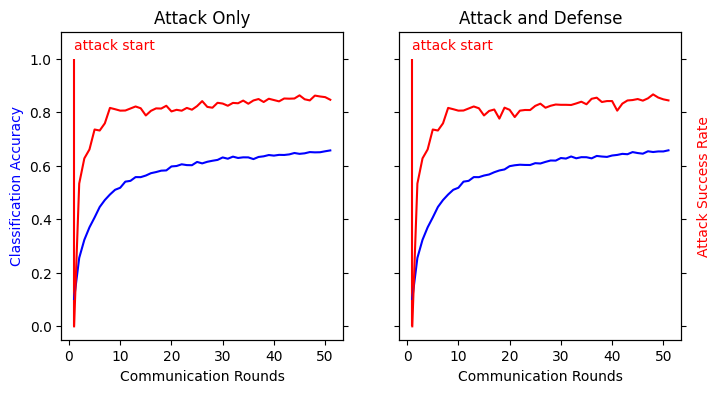 Attack Only
attack start
Classification Accuracy
1.0
0.8
0.6
0.4
0.2
0.0
0 10 20 30 40 50
Communication Rounds
Attack and Defense
attack start
Attack Success Rate
0 10 20 30 40 50
Communication Rounds